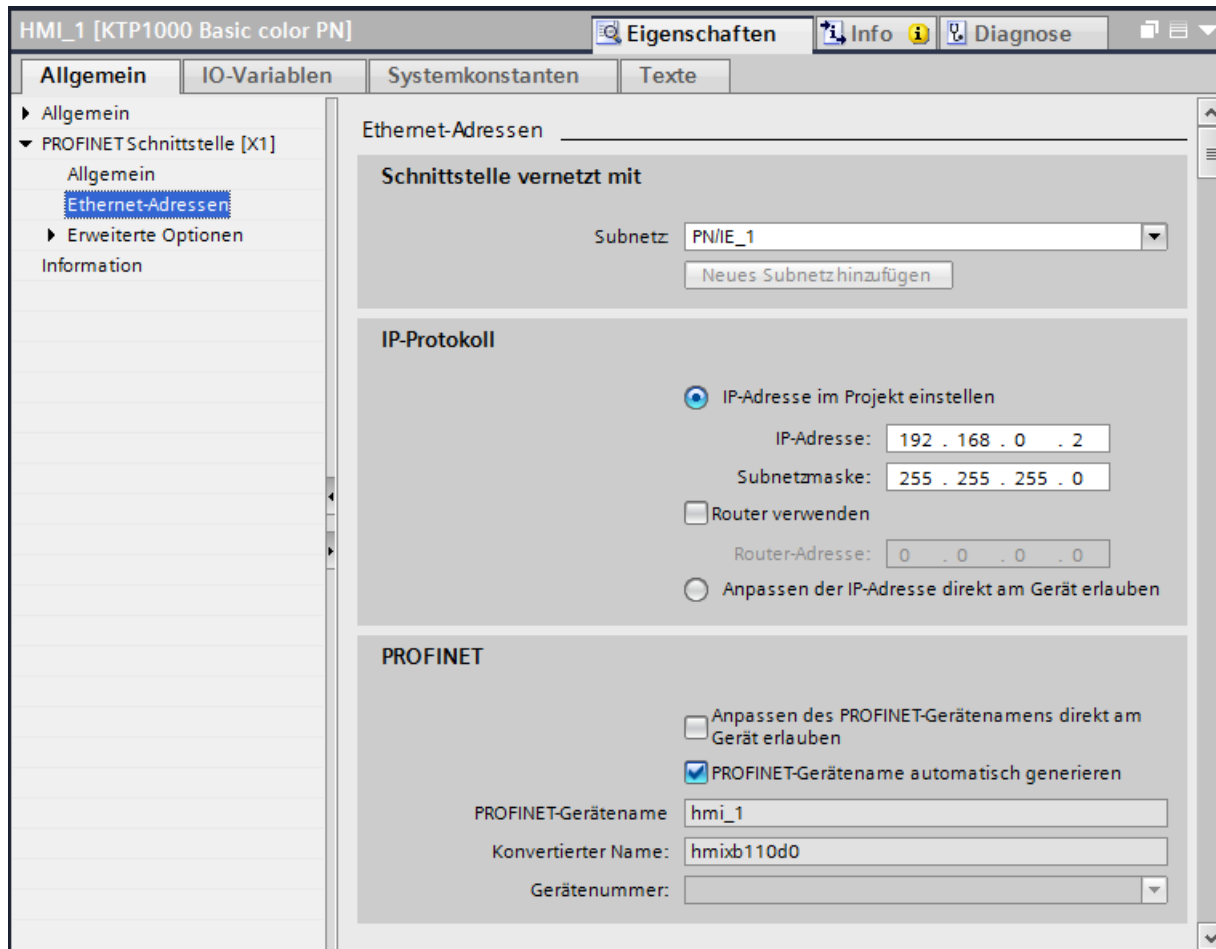 HMI_1 [KTP1000 Basic color PN]
Eigenschaften
Info
Diagnose
Allgemein
IO-Variablen
Systemkonstanten
Texte
Allgemein
PROFINET Schnittstelle [X1]
Allgemein
Ethernet-Adressen
Erweiterte Optionen
Information
Ethernet-Adressen
Schnittstelle vernetzt mit
Subnetz:
PN/IE_1
Neues Subnetz hinzufügen
IP-Protokoll
IP-Adresse im Projekt einstellen
IP-Adresse:
192 . 168 . 0 . 2
Subnetzmaske:
255 . 255 . 255 . 0
Router verwenden
Router-Adresse:
0 . 0 . 0 . 0
Anpassen der IP-Adresse direkt am Gerät erlauben
PROFINET
Anpassen des PROFINET-Gerätenamens direkt am
Gerät erlauben
PROFINET-Gerätename automatisch generieren
PROFINET-Gerätename
hmi_1
Konvertierter Name:
hmixb110d0
Gerätenummer: